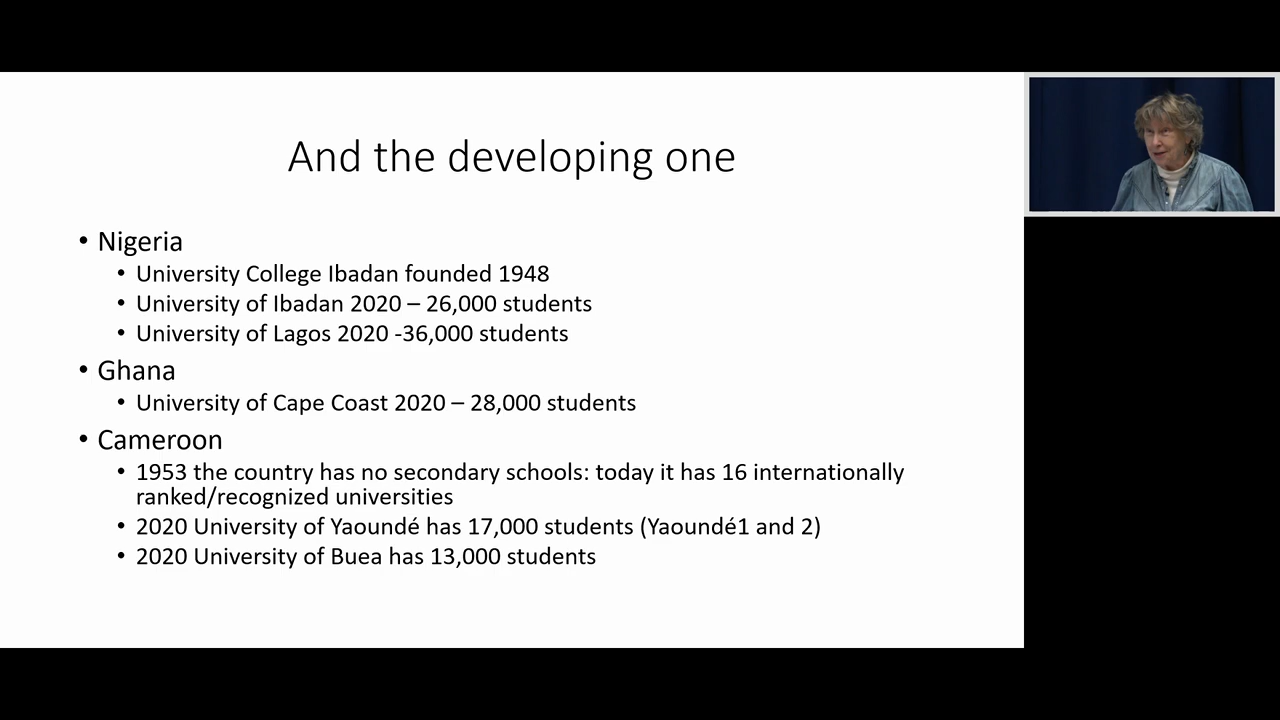 And the developing one
• Nigeria
• University College Ibadan founded 1948
• University of Ibadan 2020 – 26,000 students
• University of Lagos 2020 -36,000 students
• Ghana
• University of Cape Coast 2020 – 28,000 students
• Cameroon
• 1953 the country has no secondary schools: today it has 16 internationally
ranked/recognized universities
• 2020 University of Yaoundé has 17,000 students (Yaoundé1 and 2)
• 2020 University of Buea has 13,000 students